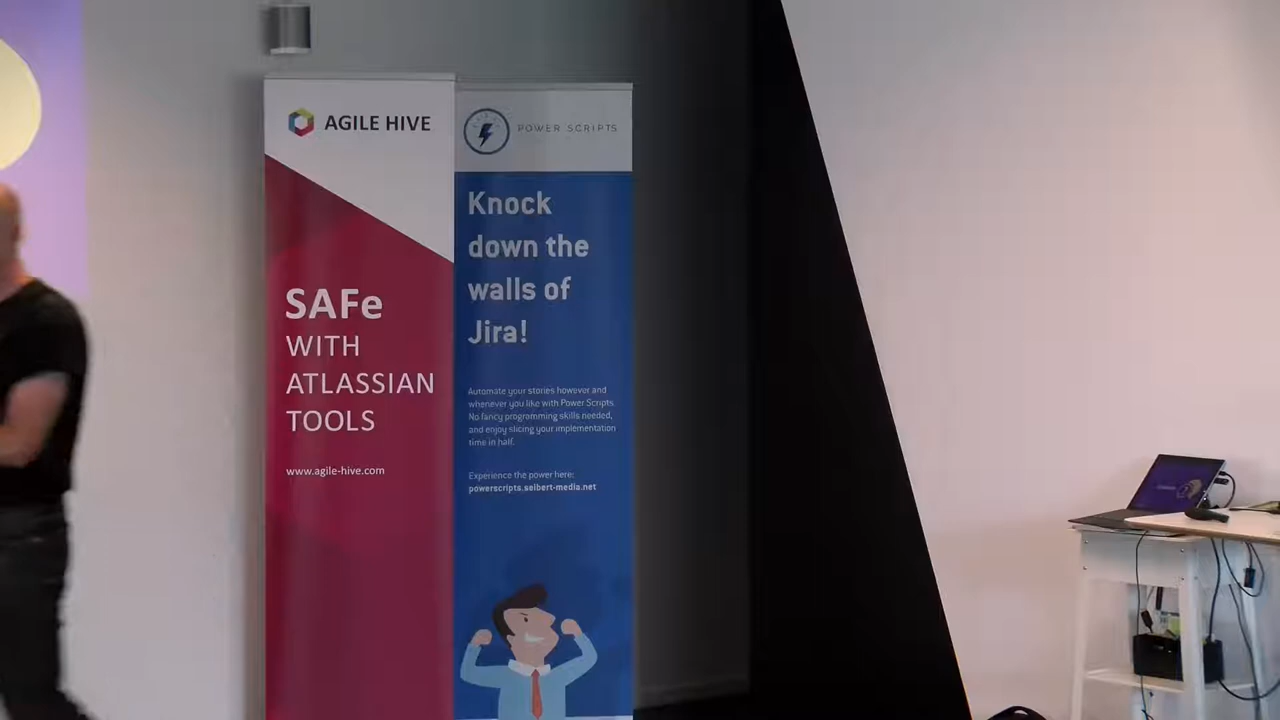 AGILE HIVE
SAFe
WITH
ATLASSIAN
TOOLS
www.agile-hive.com
POWER SCRIPTS
Knock
down the
walls of
Jira!
Automate your stories however and
whenever you like with Power Scripts.
No fancy programming skills needed,
and enjoy slicing your implementation
time in half.
Experience the power here:
powerscripts.seibert-media.net